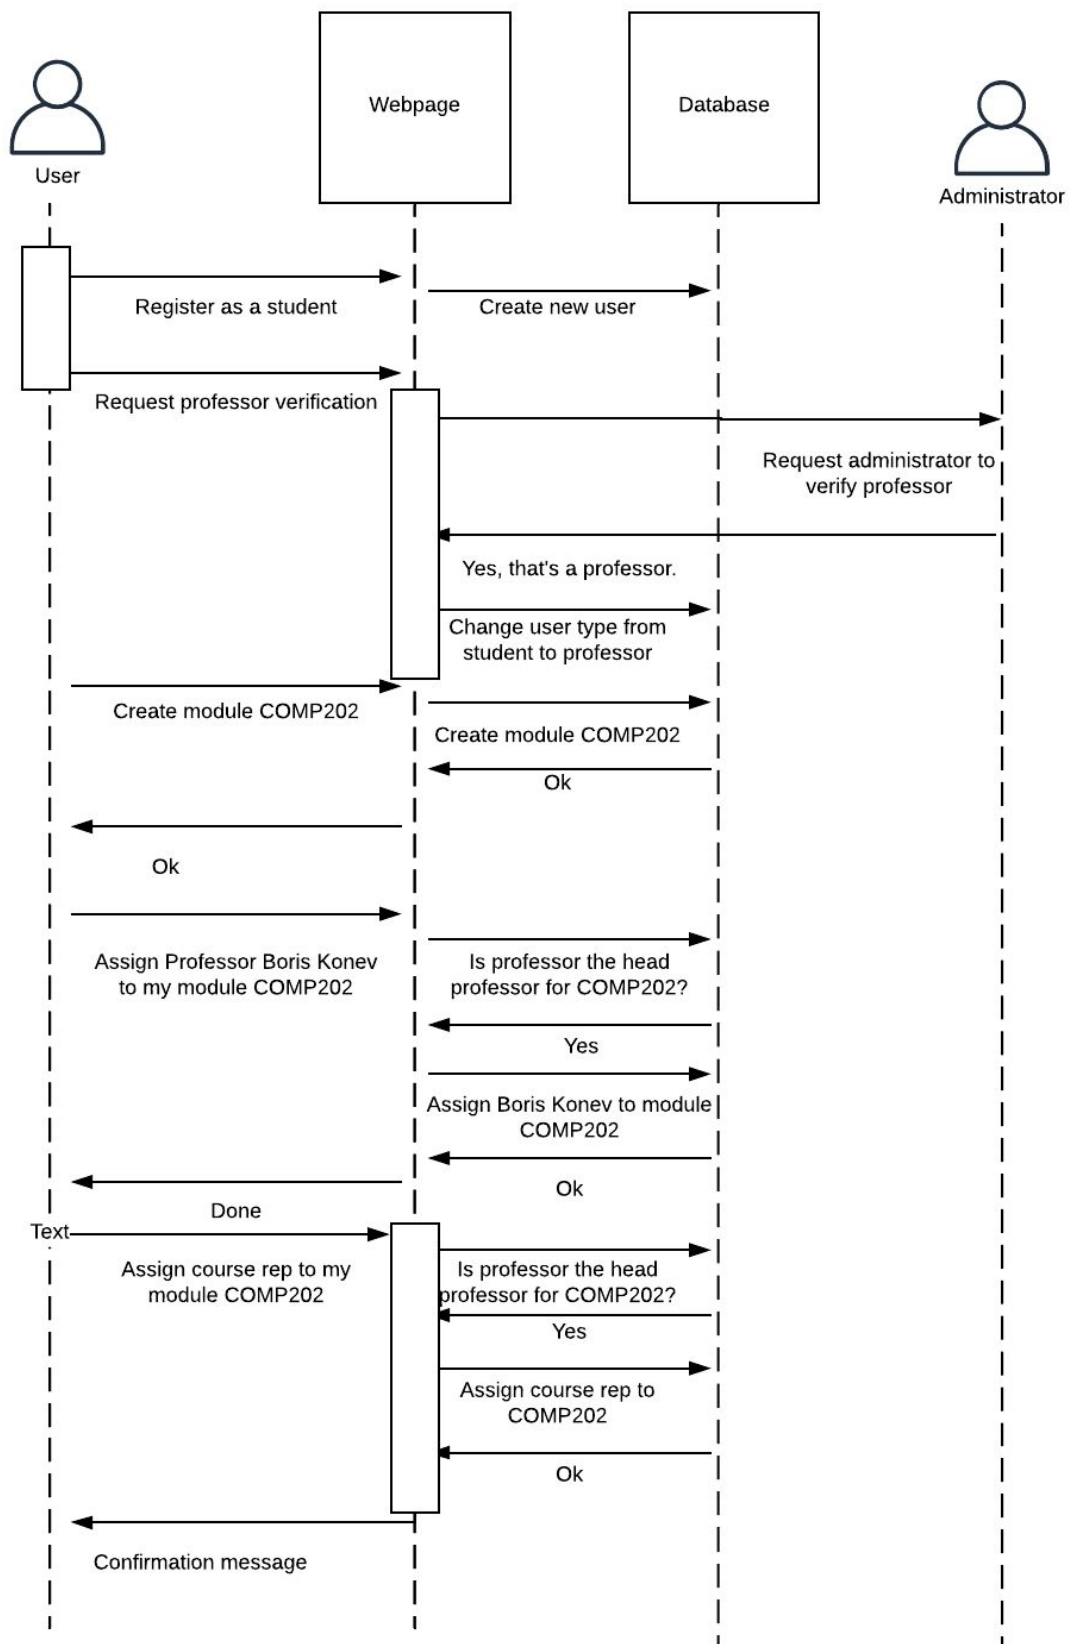 Webpage
Database
User
Administrator
Register as a student
Create new user
Request professor verification
Request administrator to
verify professor
Yes, that's a professor.
Change user type from
student to professor
Create module COMP202
Create module COMP202
Ok
Ok
Assign Professor Boris Konev
to my module COMP202
Is professor the head
professor for COMP202?
Yes
Assign Boris Konev to module
COMP202
Ok
Done
Text
Assign course rep to my
module COMP202
Is professor the head
professor for COMP202?
Yes
Assign course rep to
COMP202
Ok
Confirmation message